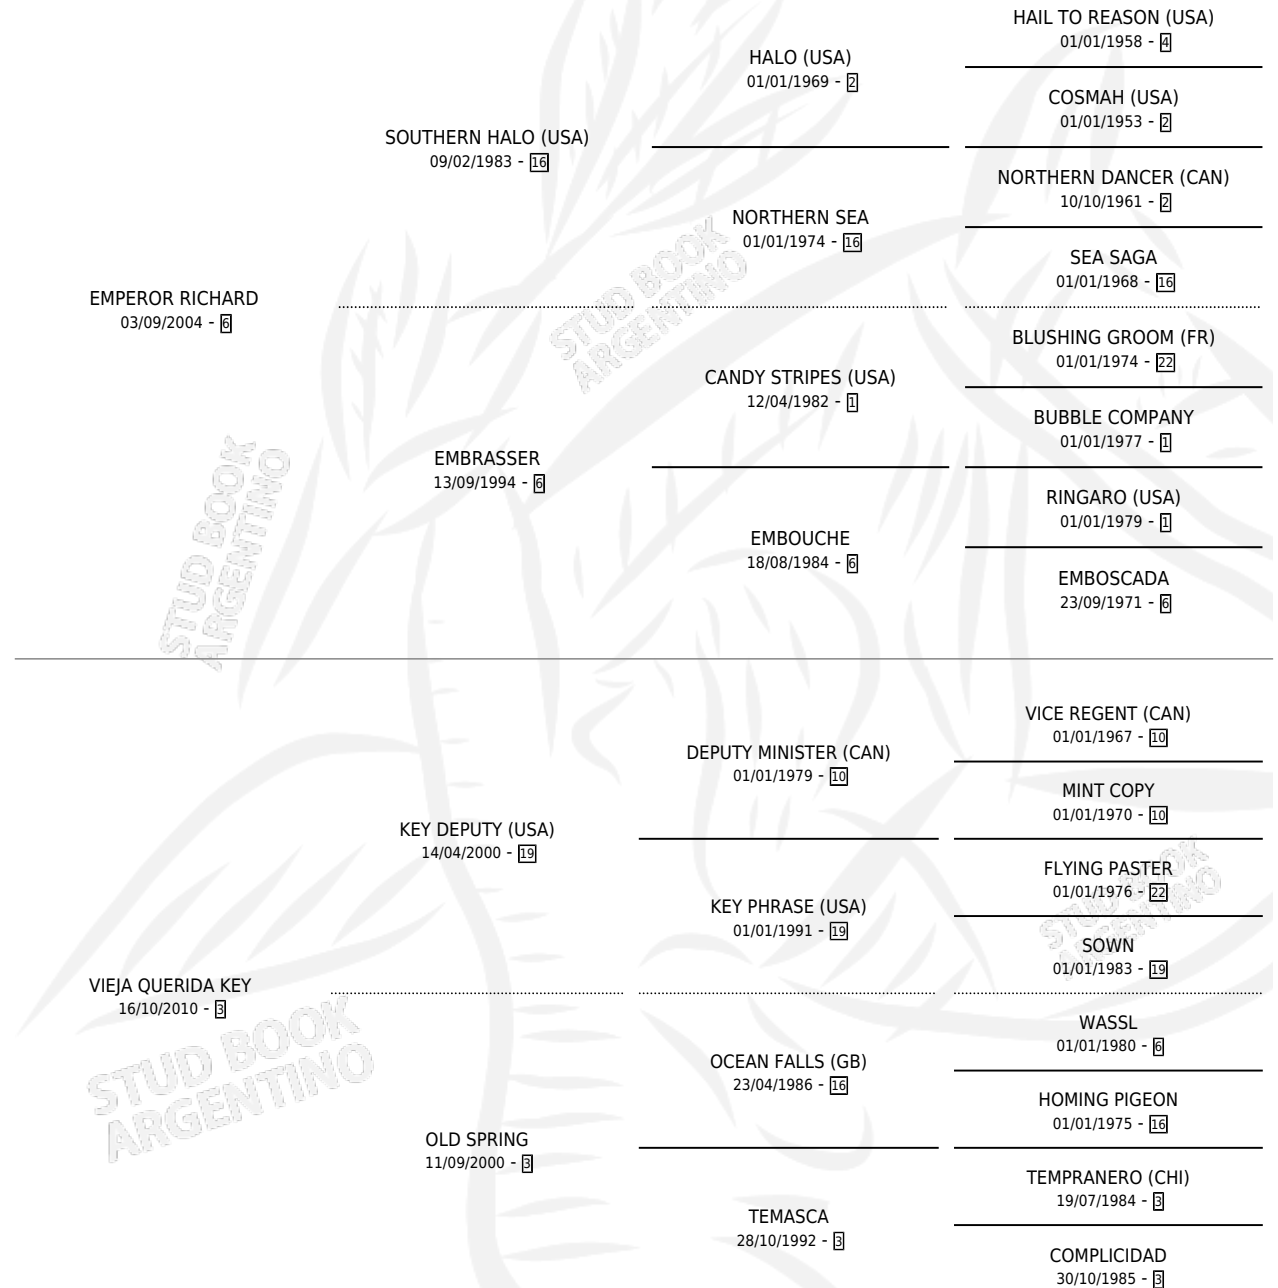 HAIL TO REASON (USA)
01/01/1958 - 4
HALO (USA)
01/01/1969 - 2
COSMAH (USA)
01/01/1953 - 2
SOUTHERN HALO (USA)
09/02/1983 - 16
NORTHERN DANCER (CAN)
10/10/1961 - 2
NORTHERN SEA
01/01/1974 - 16
SEA SAGA
01/01/1968 - 16
EMPEROR RICHARD
03/09/2004 - 6
STUD BOOK
ARGENTINO
BLUSHING GROOM (FR)
01/01/1974 - 22
CANDY STRIPES (USA)
12/04/1982 - 1
BUBBLE COMPANY
01/01/1977 - 1
EMBRASSER
13/09/1994 - 6
RINGARO (USA)
01/01/1979 - 1
EMBOUCHE
18/08/1984 - 6
EMBOSCADA
23/09/1971 - 6
STUD BOOK
ARGENTINO
VICE REGENT (CAN)
01/01/1967 - 10
DEPUTY MINISTER (CAN)
01/01/1979 - 10
MINT COPY
01/01/1970 - 10
KEY DEPUTY (USA)
14/04/2000 - 19
FLYING PASTER
01/01/1976 - 22
KEY PHRASE (USA)
01/01/1991 - 19
STUD BOOK
ARGENTINO
SOWN
01/01/1983 - 19
VIEJA QUERIDA KEY
16/10/2010 - 3
STUD BOOK
ARGENTINO
WASSL
01/01/1980 - 6
OCEAN FALLS (GB)
23/04/1986 - 16
HOMING PIGEON
01/01/1975 - 16
OLD SPRING
11/09/2000 - 3
TEMPRANERO (CHI)
19/07/1984 - 3
TEMASCA
28/10/1992 - 3
COMPLICIDAD
30/10/1985 - 3